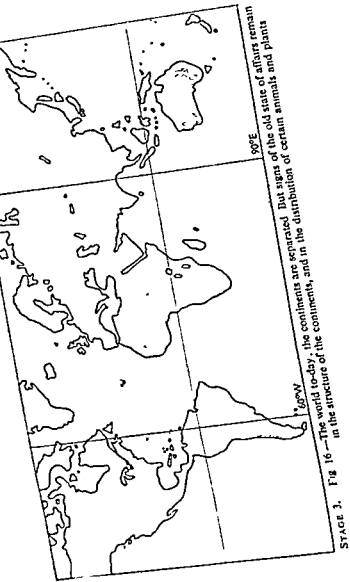 90°E
60°W
STAGE 3. Fig 16—The world to-day, the continents are separated But signs of the old state of affairs remain
in the structure of the continents, and in the distribution of certain animals and plants